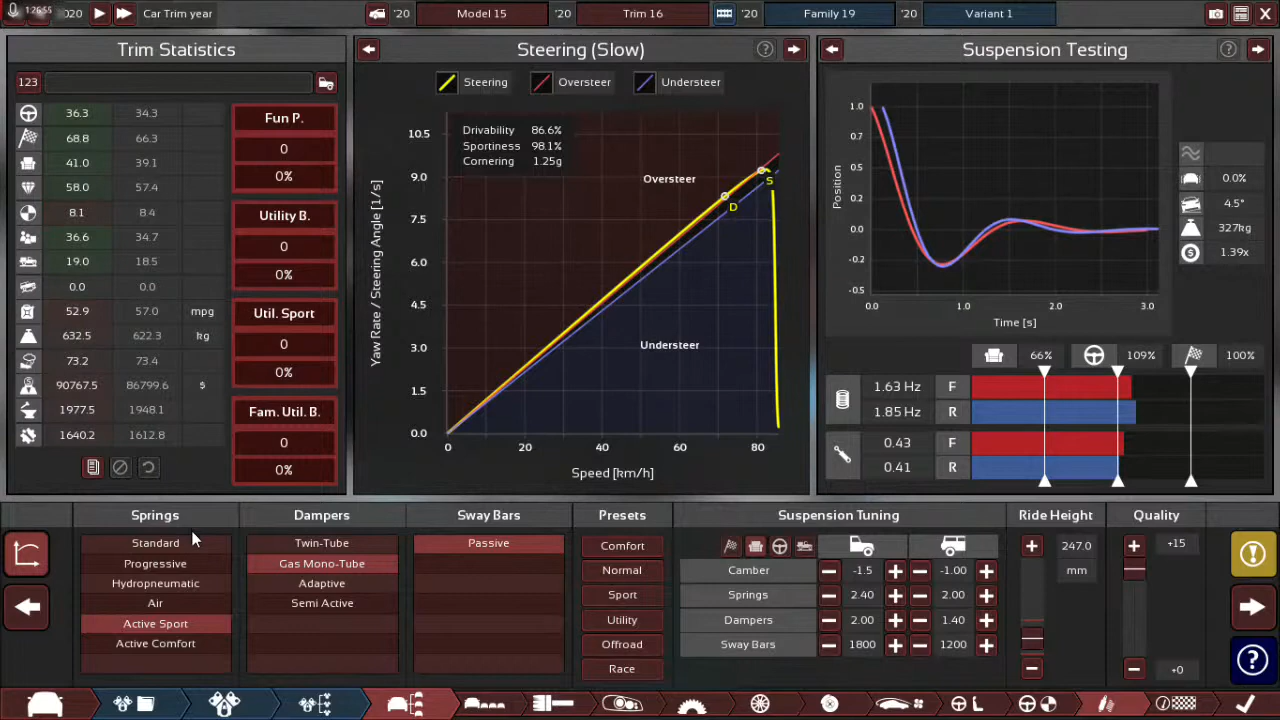 12:6:55
020
Car Trim year
'20
Model 15
'20
Trim 16
'20
Family 19
'20
Variant 1
Trim Statistics
123
36.3 34.3
68.8 66.3
41.0 39.1
58.0 57.4
8.1 8.4
36.6 34.7
19.0 18.5
0.0 0.0
52.9 57.0 mpg
632.5 622.3 kg
73.2 73.4
90767.5 86799.6 $
1977.5 1948.1
1640.2 1612.8
Fun P.
0
0%
Utility B.
0
0%
Util. Sport
0
0%
Fam. Util. B.
0
0%
Steering (Slow)
?
Steering Oversteer Understeer
Drivability 86.6%
Sportiness 98.1%
Cornering 1.25g
Oversteer
Understeer
S
D
Yaw Rate / Steering Angle [1/s]
10.5
9.0
7.5
6.0
4.5
3.0
1.5
0.0
0 20 40 60 80
Speed [km/h]
Suspension Testing
?
Position
1.0
0.7
0.5
0.2
0.0
-0.2
-0.5
0.0 1.0 2.0 3.0
Time [s]
0.0%
4.5°
327kg
1.39x
66% 109% 100%
1.63 Hz F
1.85 Hz R
0.43 F
0.41 R
Springs
Standard
Progressive
Hydropneumatic
Air
Active Sport
Active Comfort
Dampers
Twin-Tube
Gas Mono-Tube
Adaptive
Semi Active
Sway Bars
Passive
Presets
Comfort
Normal
Sport
Utility
Offroad
Race
Suspension Tuning
Camber -1.5 -1.00
Springs 2.40 2.00
Dampers 2.00 1.40
Sway Bars 1800 1200
Ride Height
247.0
mm
Quality
+15
+0
?